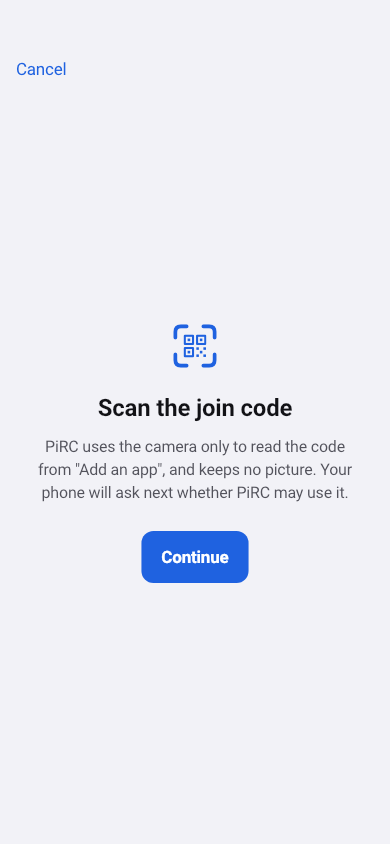 Cancel
Scan the join code
PiRC uses the camera only to read the code
from "Add an app", and keeps no picture. Your
phone will ask next whether PiRC may use it.
Continue